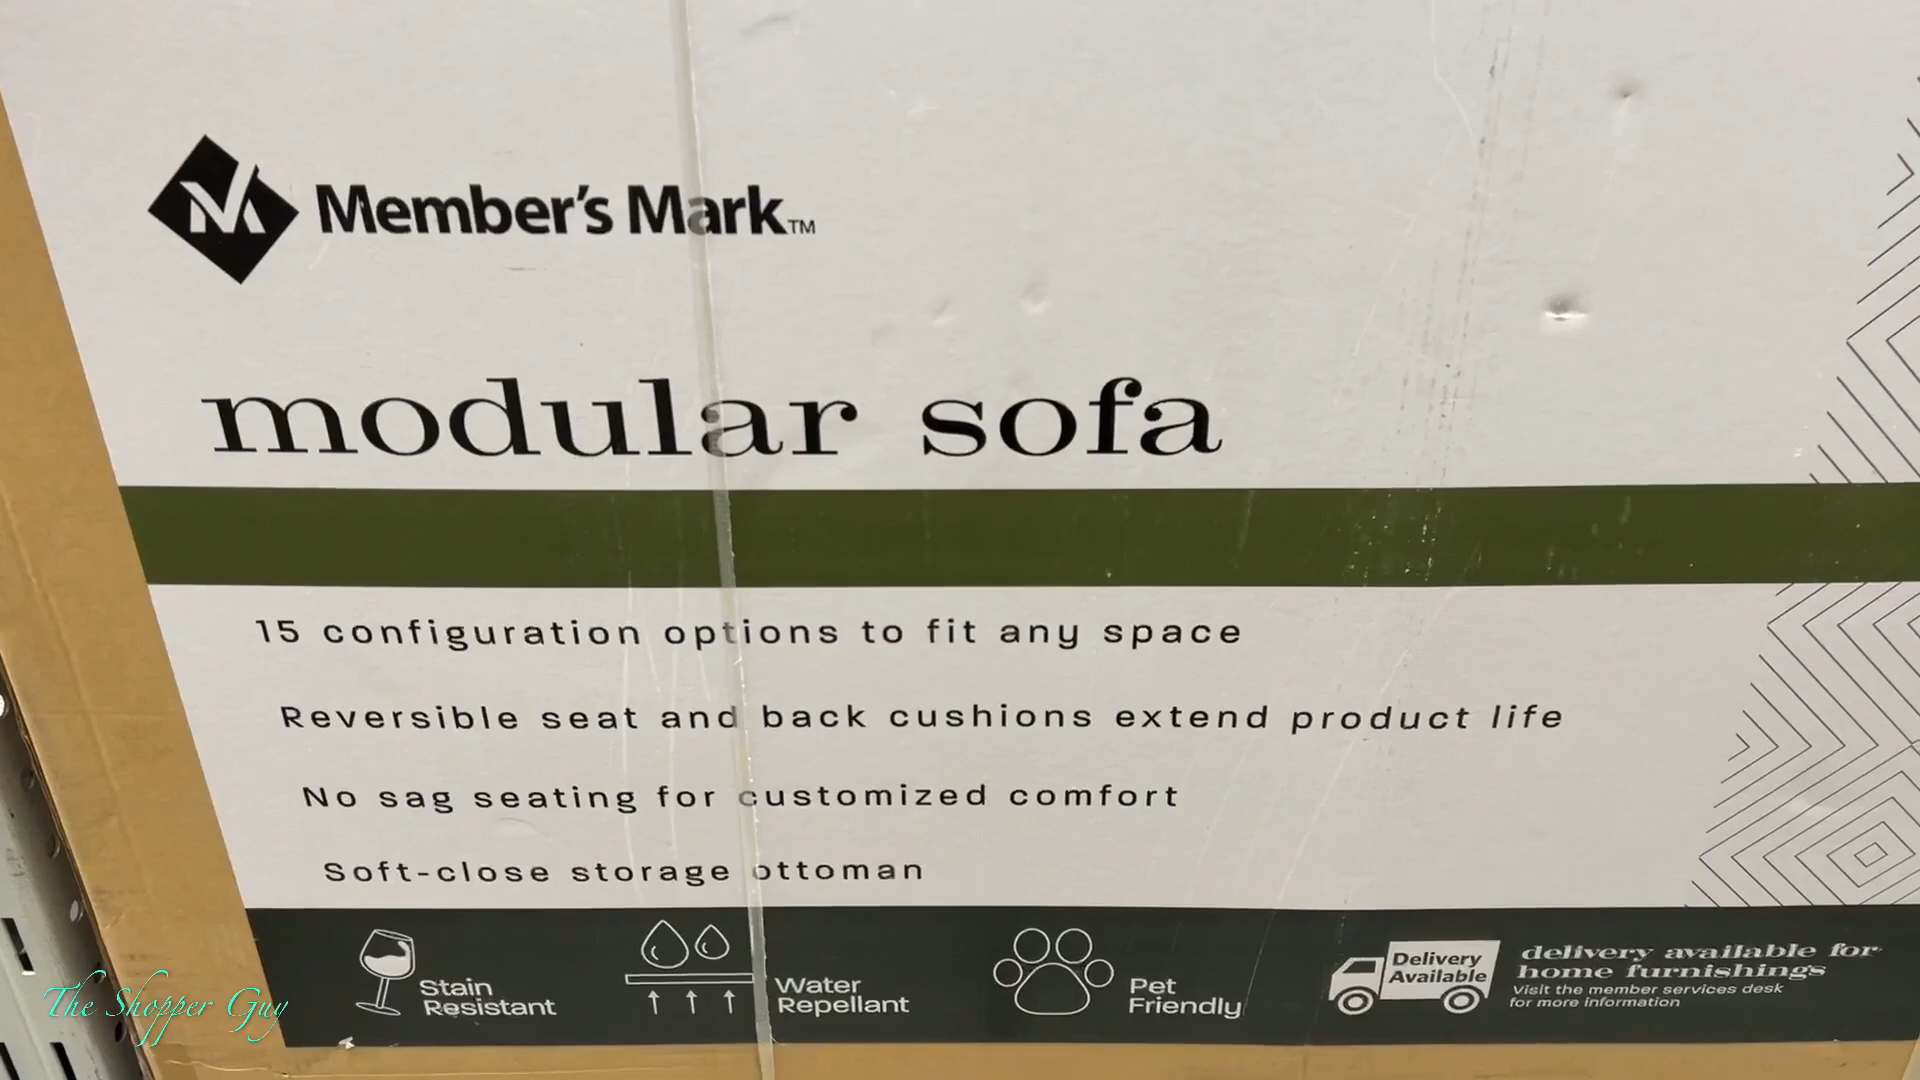 Member's Mark™
modular sofa
15 configuration options to fit any space
Reversible seat and back cushions extend product life
No sag seating for customized comfort
Soft-close storage ottoman
Stain
Resistant
Water
Repellant
Pet
Friendly
Delivery
Available
delivery available for
home furnishings
Visit the member services desk
for more information
The Shopper Guy